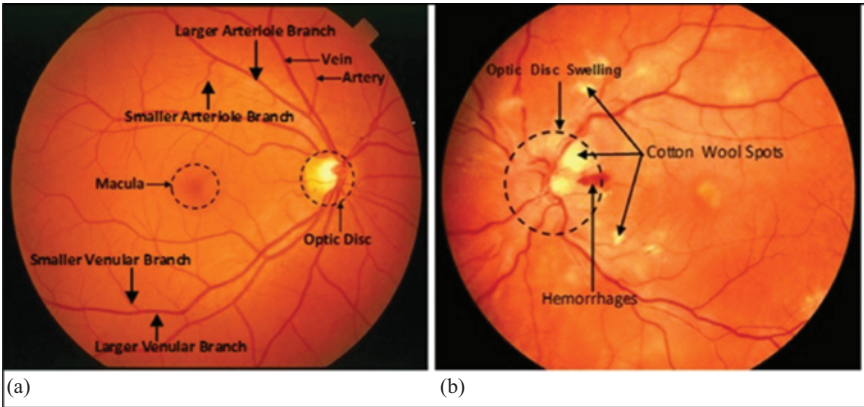 Larger Arteriole Branch
Vein
Artery
Smaller Arteriole Branch
Macula
Optic Disc
Smaller Venular Branch
Larger Venular Branch
(a)
Optic Disc Swelling
Cotton Wool Spots
Hemorrhages
(b)